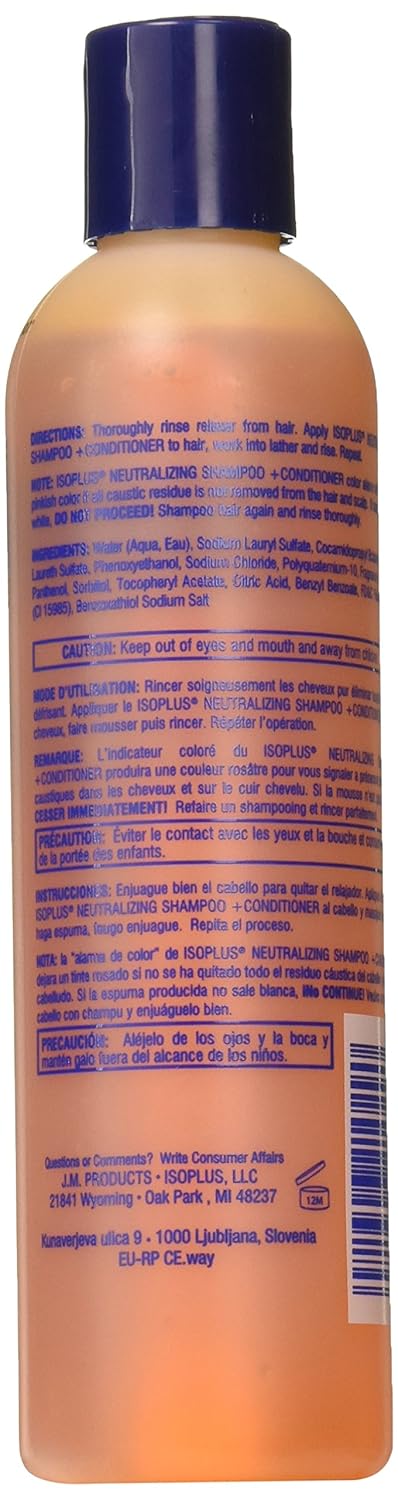 DIRECTIONS: Thoroughly rinse relaxer from hair. Apply ISOPLUS®
SHAMPOO +CONDITIONER to hair, work into lather and rise. Repeat.
NOTE: ISOPLUS® NEUTRALIZING SHAMPOO +CONDITIONER color
pinkish color if all caustic residue is not removed from the hair and scalp.
white, DO NOT PROCEED! Shampoo hair again and rinse thoroughly.
INGREDIENTS: Water (Aqua, Eau), Sodium Lauryl Sulfate,
Laureth Sulfate, Phenoxyethanol, Sodium Chloride, Polyquaternium-10,
Panthenol, Sorbitol, Tocopheryl Acetate, Citric Acid, Benzyl Benzoate,
(CI 15985), Benzoxathiol Sodium Salt
CAUTION: Keep out of eyes and mouth and away from
MODE D'UTILISATION: Rincer soigneusement les cheveux pur éliminer
défrisant. Appliquer le ISOPLUS® NEUTRALIZING SHAMPOO
cheveux, faire mousser puis rincer. Répéter l'opération.
REMARQUE: L'indicateur coloré du ISOPLUS® NEUTRALIZING
+CONDITIONER produira une couleur rosâtre pour vous signaler a
caustiques dans les cheveux et sur le cuir chevelu. Si la mousse
CESSER IMMEDIATEMENT! Refaire un shampooing et rincer parfaitement.
PRÉCAUTION: Éviter le contact avec les yeux et la bouche et
de la portée des enfants.
INSTRUCCIONES: Enjuague bien el cabello para quitar el relajador.
ISOPLUS® NEUTRALIZING SHAMPOO +CONDITIONER al cabello y
haga espuma, fougo enjuague. Repita el proceso.
NOTA: la "alarma de color" de ISOPLUS® NEUTRALIZING SHAMPOO
dejara un tinte rosado si no se ha quitado todo el residuo cáustica del
cabelludo. Si la espuma producida no sale blanca, ¡No CONTINUE!
cabello con champu y enjuáguelo bien.
PRECAUCIÓN: Aléjelo de los ojos y la boca y
mantén galo fuera del alcance de los niños.
Questions or Comments? Write Consumer Affairs
J.M. PRODUCTS • ISOPLUS, LLC
21841 Wyoming • Oak Park , MI 48237
12M
Kunaverjeva ulica 9 • 1000 Ljubljana, Slovenia
EU-RP CE.way